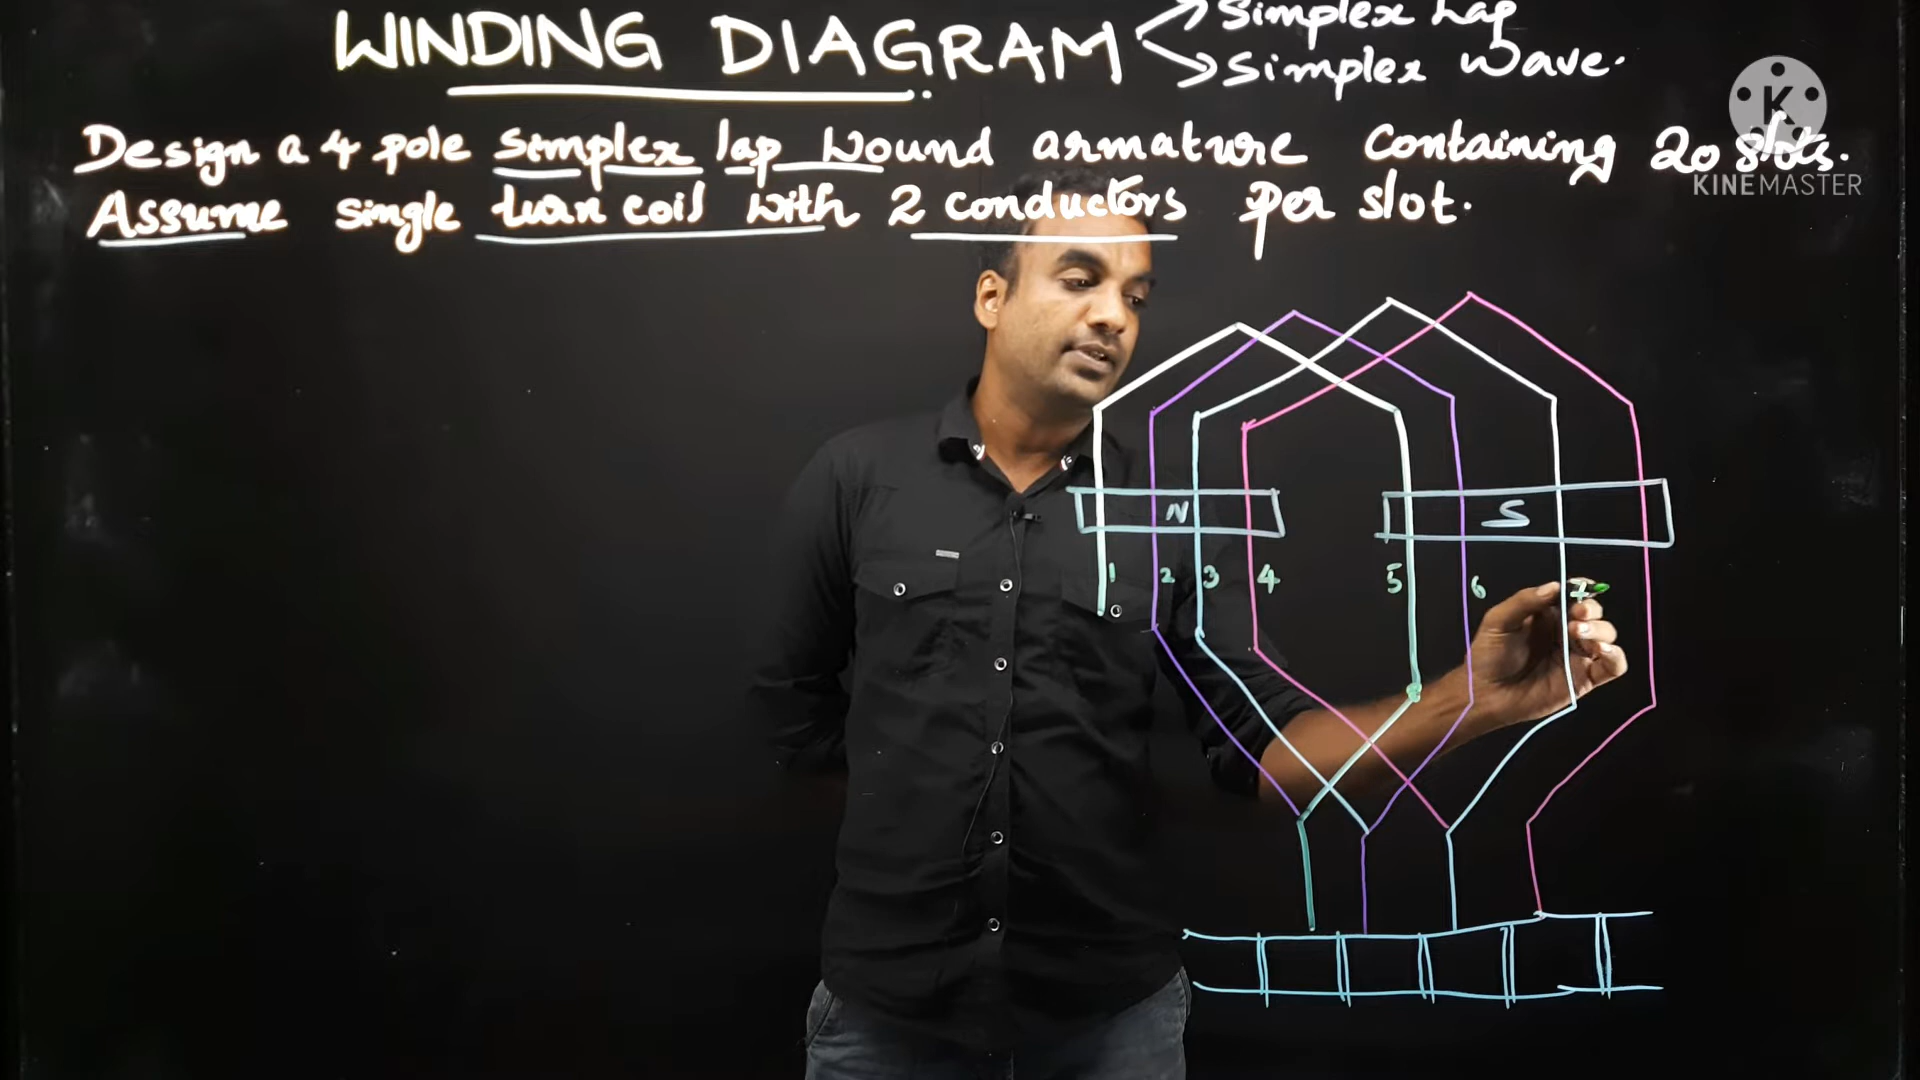 WINDING DIAGRAM
Simplex Lap
Simplex Wave.
K
KINEMASTER
Design a 4 pole simplex lap wound armature containing 20 slots.
Assume single turn coil with 2 conductors per slot.
N
S
1 2 3 4 5 6 7